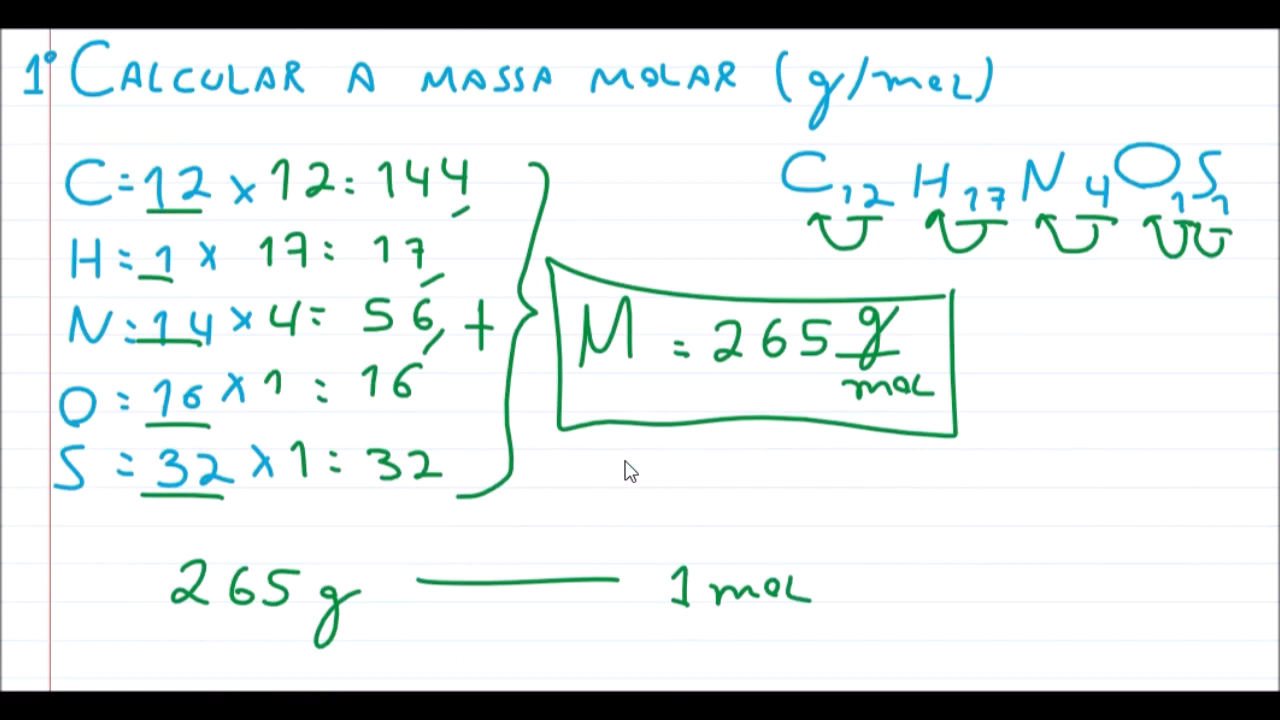 1º CALCULAR A MASSA MOLAR (g/mol)
C = 12 x 12 = 144
H = 1 x 17 = 17
N = 14 x 4 = 56 +
O = 16 x 1 = 16
S = 32 x 1 = 32
C12 H17 N4 O1 S1
M = 265 g/mol
265 g —— 1 mol